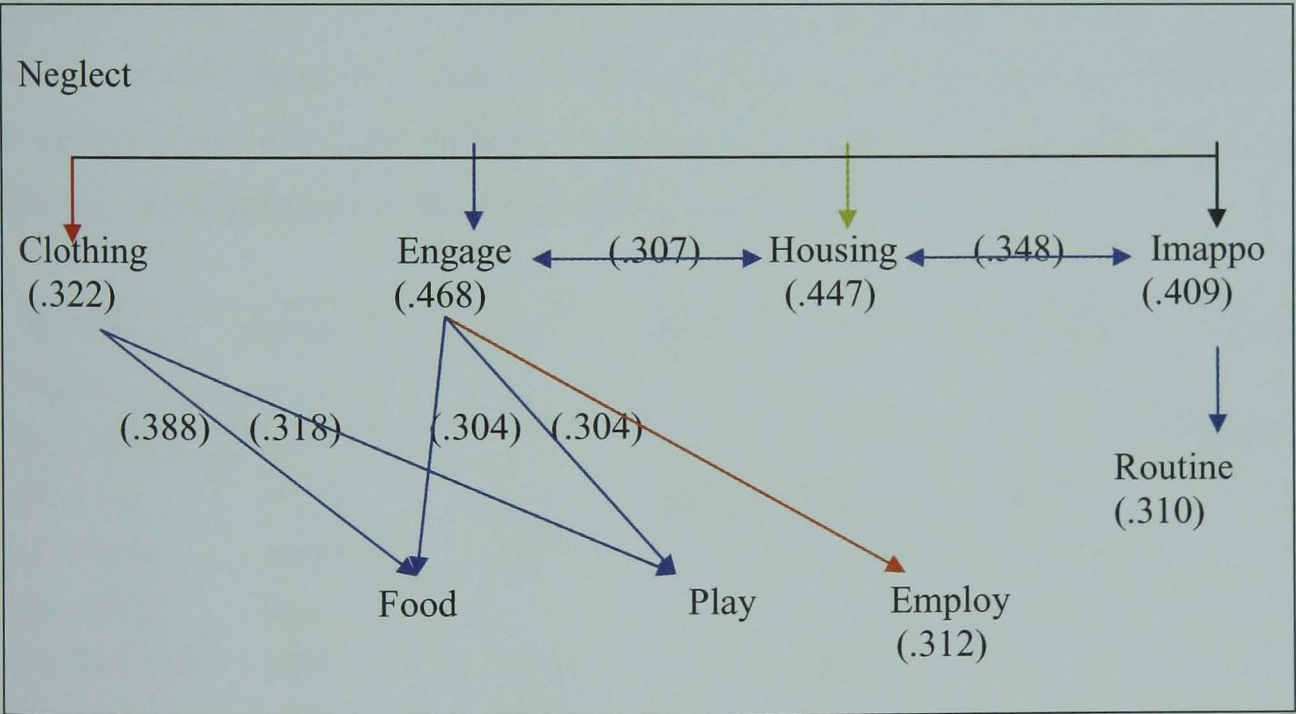 Neglect
Clothing Engage (.307) Housing (.348) Imappo
(.322) (.468) (.447) (.409)
(.388) (.318) (.304) (.304)
Routine
(.310)
Food Play Employ
(.312)